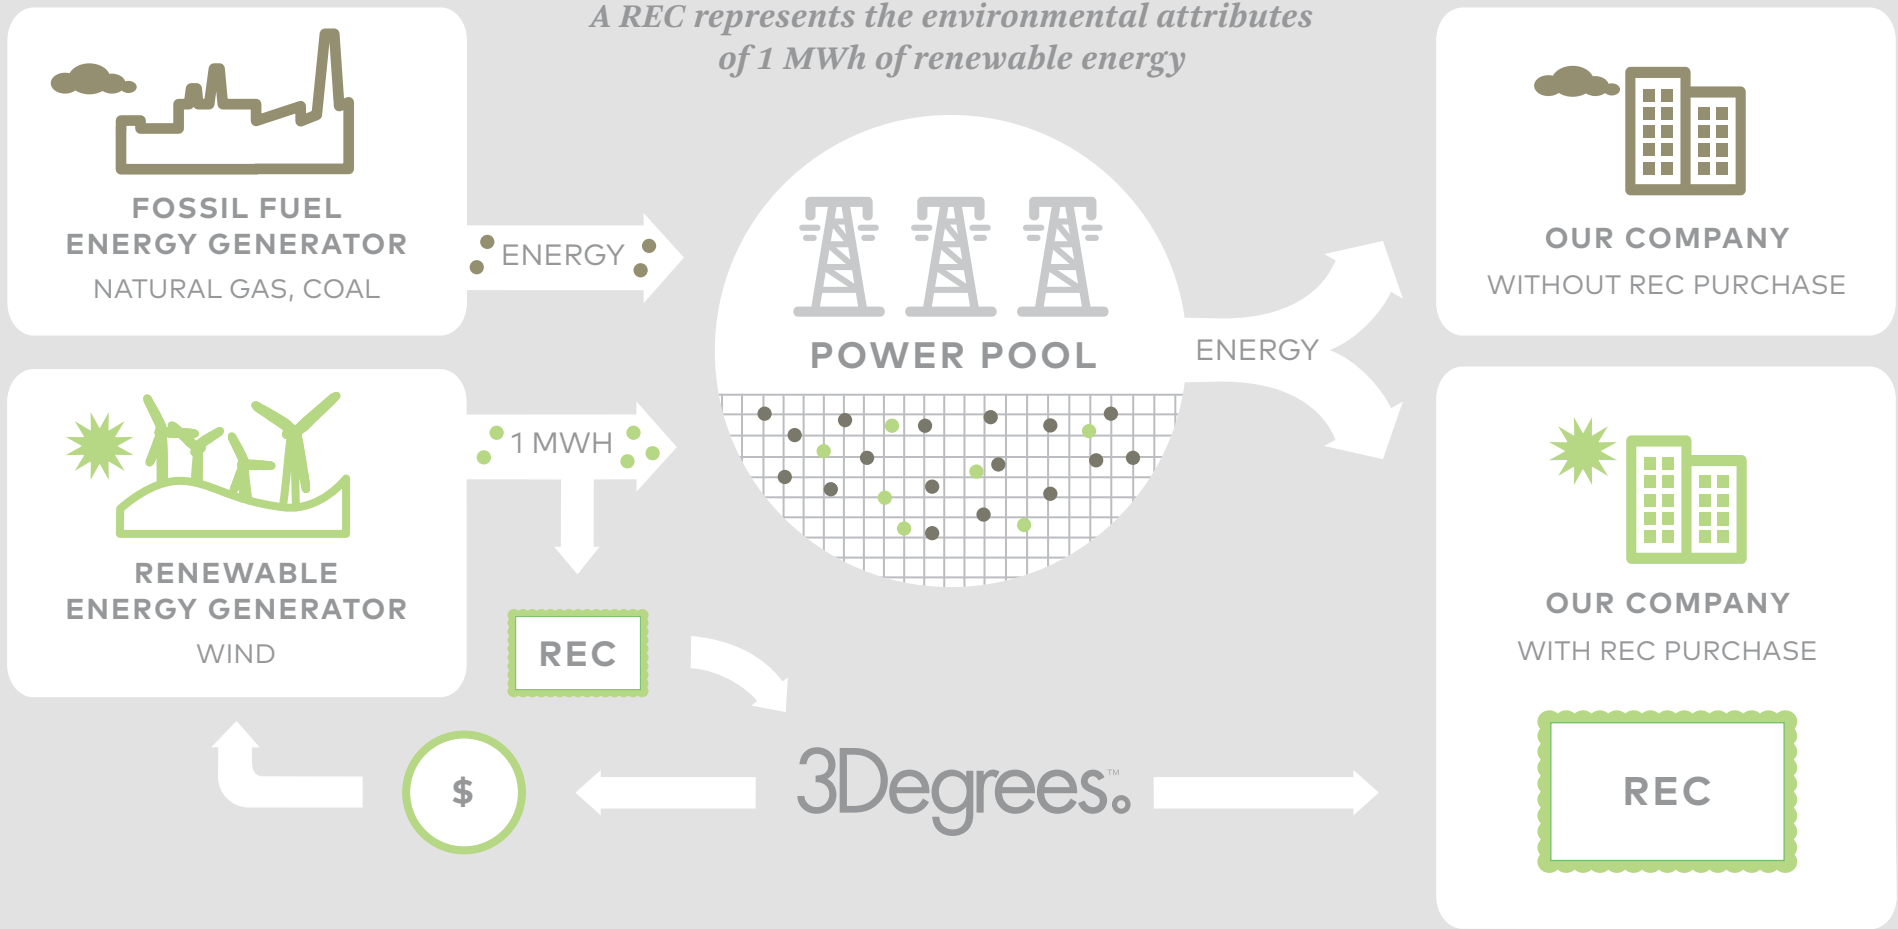 A REC represents the environmental attributes
of 1 MWh of renewable energy
FOSSIL FUEL
ENERGY GENERATOR
NATURAL GAS, COAL
ENERGY
POWER POOL
ENERGY
OUR COMPANY
WITHOUT REC PURCHASE
1 MWH
RENEWABLE
ENERGY GENERATOR
WIND
REC
OUR COMPANY
WITH REC PURCHASE
REC
$
3Degrees™